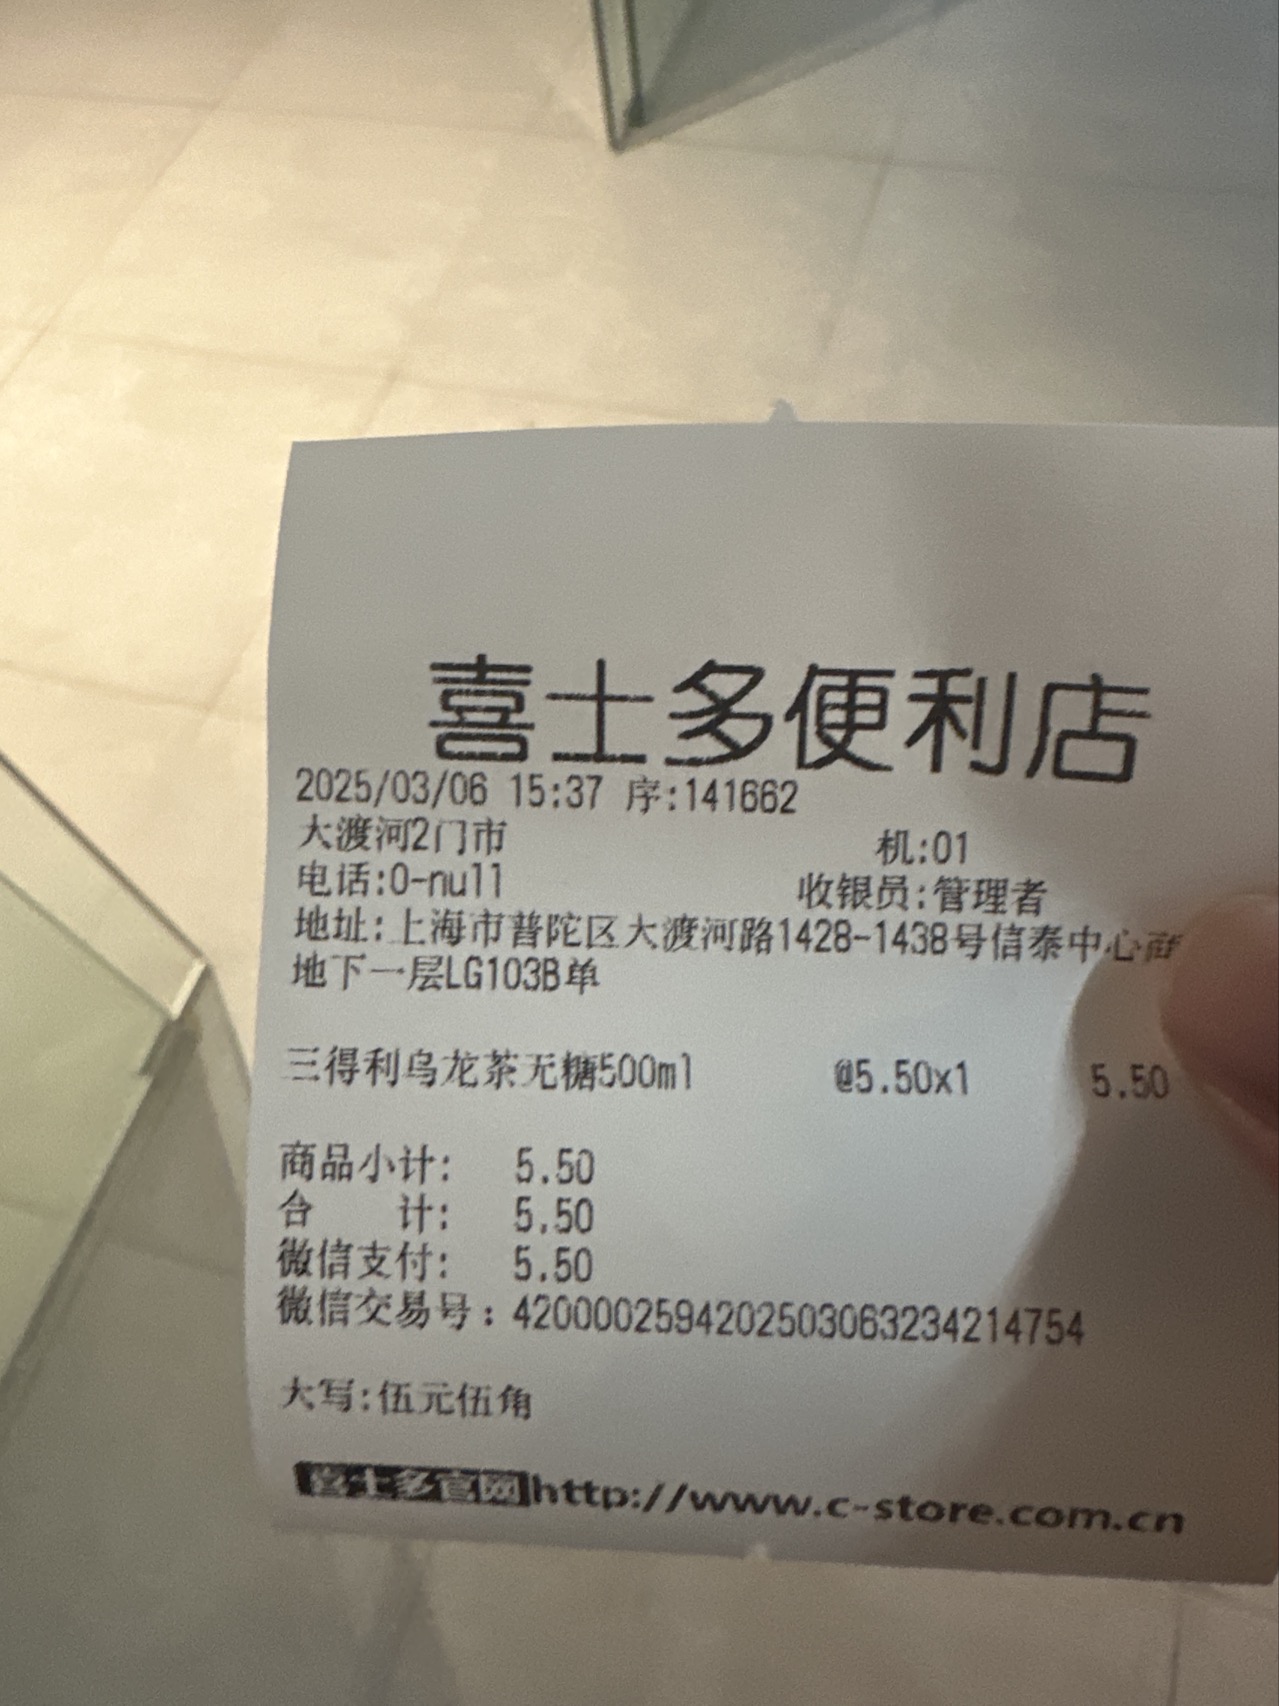 喜士多便利店
2025/03/06 15:37 序:141662
大渡河2门市 机:01
电话:0-null 收银员:管理者
地址:上海市普陀区大渡河路1428-1438号信泰中心商
地下一层LG103B单
三得利乌龙茶无糖500ml @5.50x1 5.50
商品小计: 5.50
合 计: 5.50
微信支付: 5.50
微信交易号：4200002594202503063234214754
大写:伍元伍角
喜士多官网http://www.c-store.com.cn